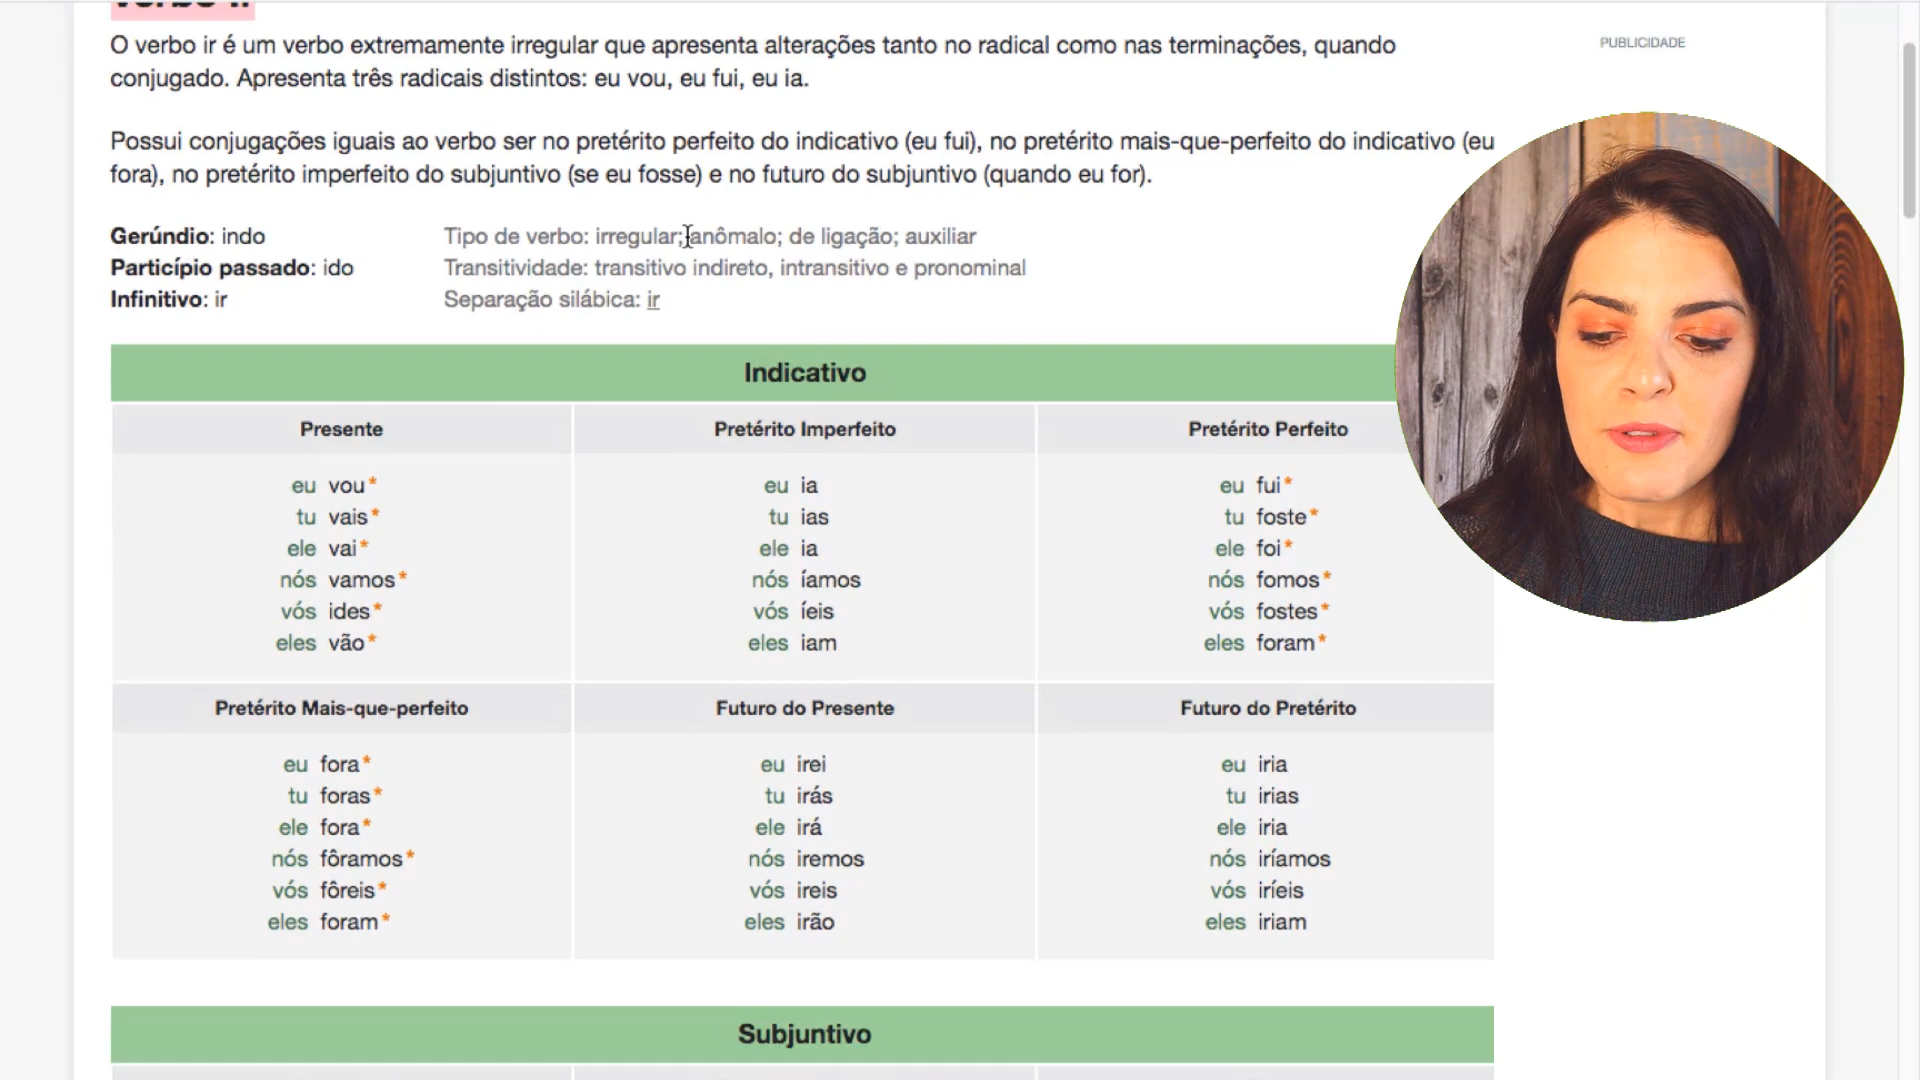 verbo ir
O verbo ir é um verbo extremamente irregular que apresenta alterações tanto no radical como nas terminações, quando
conjugado. Apresenta três radicais distintos: eu vou, eu fui, eu ia.
PUBLICIDADE
Possui conjugações iguais ao verbo ser no pretérito perfeito do indicativo (eu fui), no pretérito mais-que-perfeito do indicativo (eu
fora), no pretérito imperfeito do subjuntivo (se eu fosse) e no futuro do subjuntivo (quando eu for).
Gerúndio: indo
Particípio passado: ido
Infinitivo: ir
Tipo de verbo: irregular; anômalo; de ligação; auxiliar
Transitividade: transitivo indireto, intransitivo e pronominal
Separação silábica: ir
Indicativo
Presente
eu vou*
tu vais*
ele vai*
nós vamos*
vós ides*
eles vão*
Pretérito Imperfeito
eu ia
tu ias
ele ia
nós íamos
vós íeis
eles iam
Pretérito Perfeito
eu fui*
tu foste*
ele foi*
nós fomos*
vós fostes*
eles foram*
Pretérito Mais-que-perfeito
eu fora*
tu foras*
ele fora*
nós fôramos*
vós fôreis*
eles foram*
Futuro do Presente
eu irei
tu irás
ele irá
nós iremos
vós ireis
eles irão
Futuro do Pretérito
eu iria
tu irias
ele iria
nós iríamos
vós iríeis
eles iriam
Subjuntivo